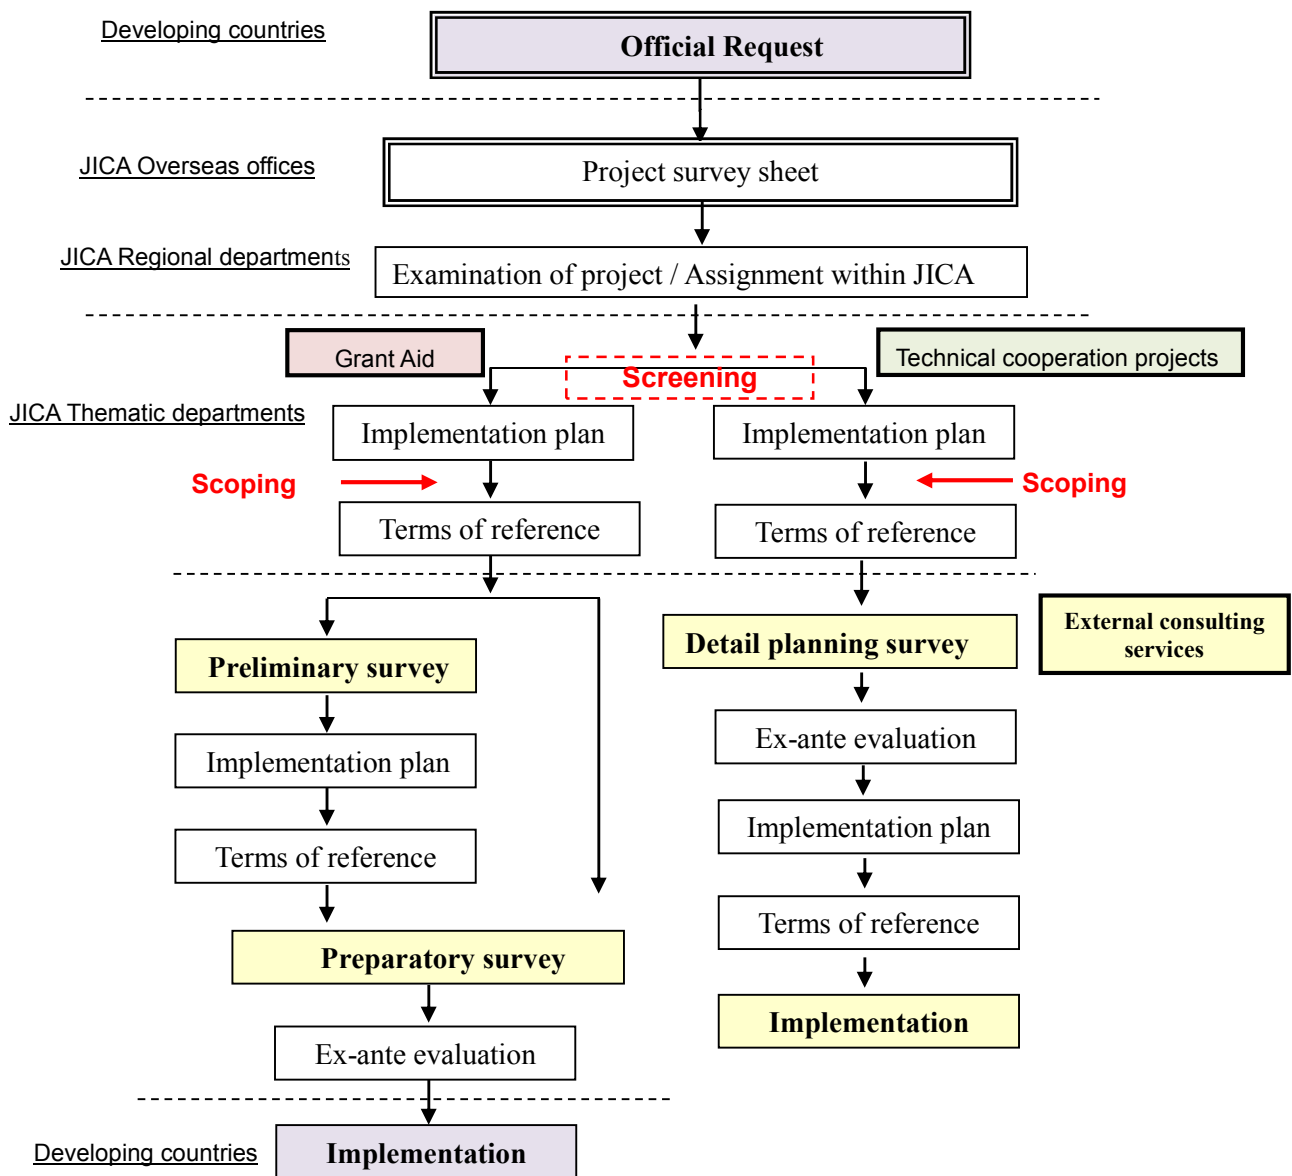 Developing countries
Official Request
JICA Overseas offices
Project survey sheet
JICA Regional departments
Examination of project / Assignment within JICA
Grant Aid
Screening
Technical cooperation projects
JICA Thematic departments
Implementation plan
Implementation plan
Scoping
Scoping
Terms of reference
Terms of reference
Preliminary survey
Detail planning survey
External consulting
services
Implementation plan
Ex-ante evaluation
Terms of reference
Implementation plan
Preparatory survey
Terms of reference
Ex-ante evaluation
Implementation
Developing countries
Implementation